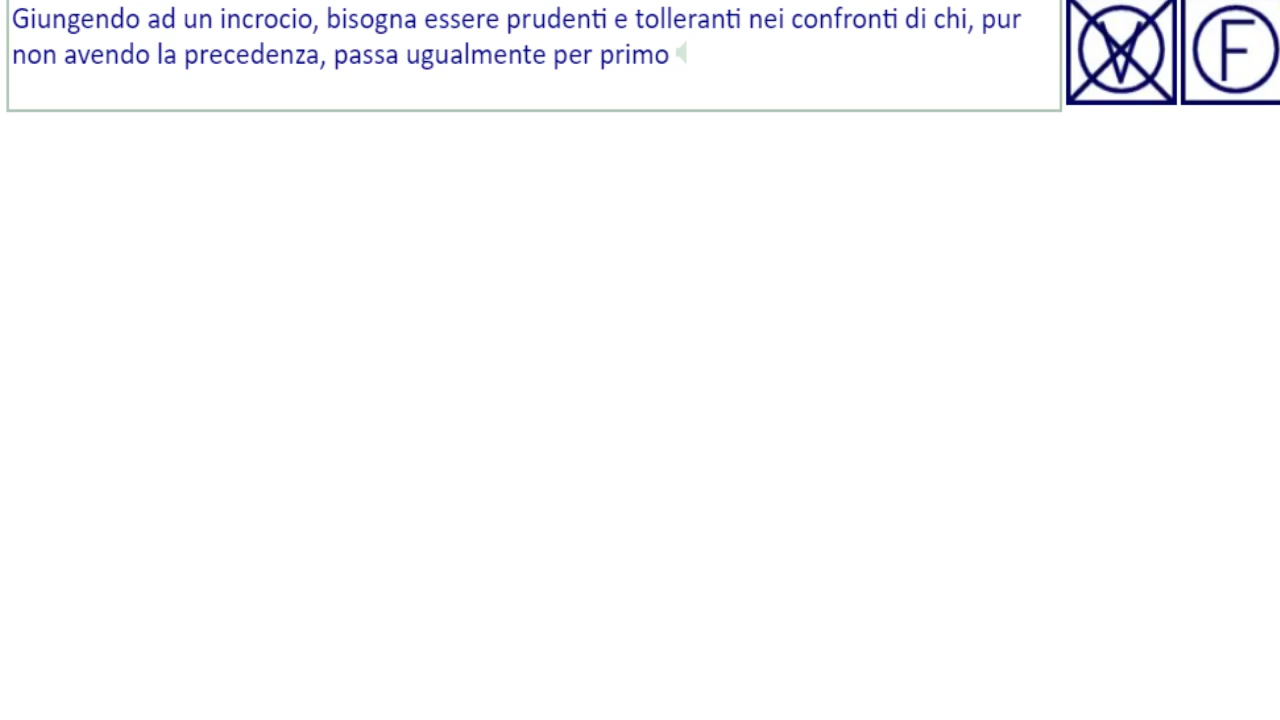 Giungendo ad un incrocio, bisogna essere prudenti e tolleranti nei confronti di chi, pur
non avendo la precedenza, passa ugualmente per primo
V F